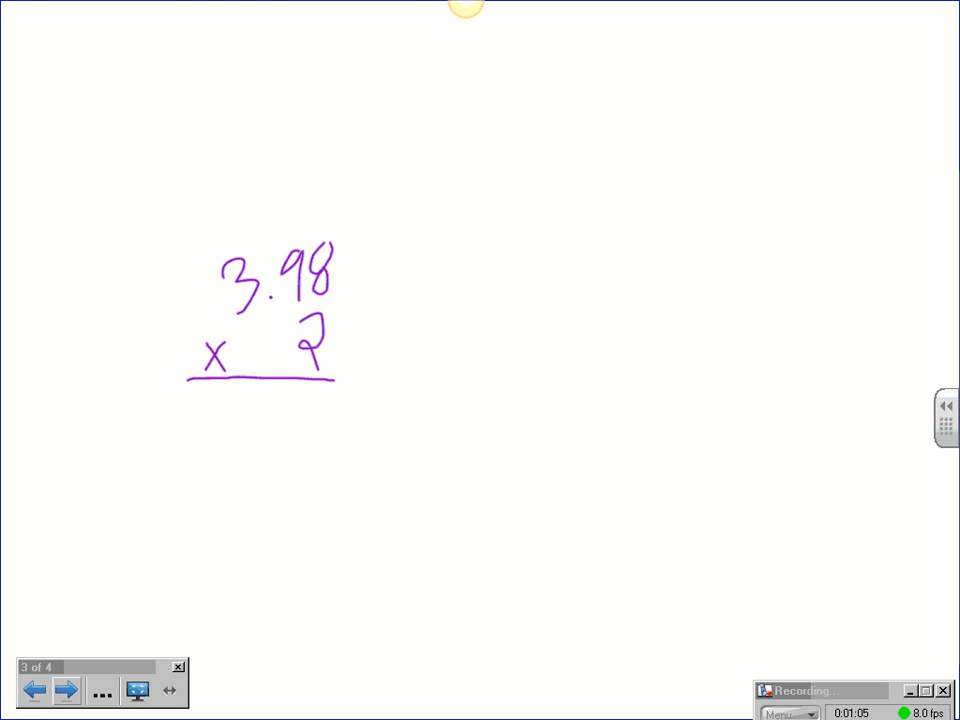 3.98
x 2
3 of 4
...
Recording...
Menu
0:01:05
8.0 fps